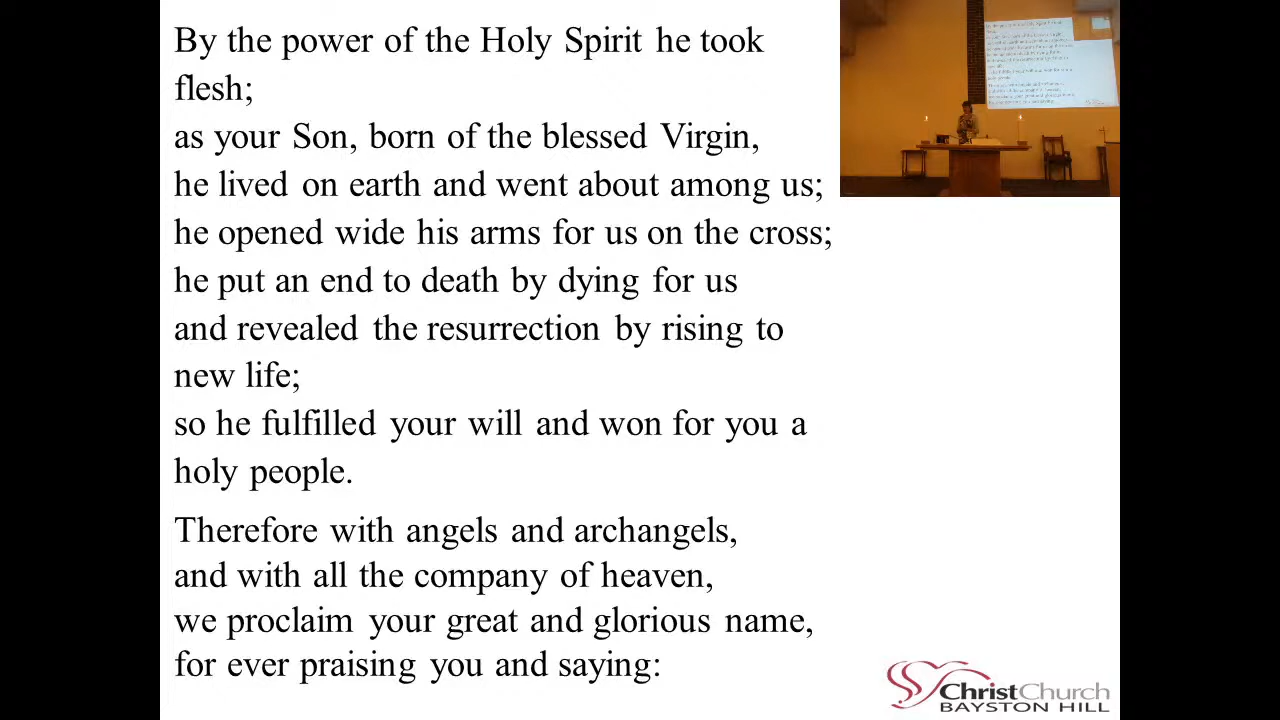 By the power of the Holy Spirit he took
flesh;
as your Son, born of the blessed Virgin,
he lived on earth and went about among us;
he opened wide his arms for us on the cross;
he put an end to death by dying for us
and revealed the resurrection by rising to
new life;
so he fulfilled your will and won for you a
holy people.
Therefore with angels and archangels,
and with all the company of heaven,
we proclaim your great and glorious name,
for ever praising you and saying:
ChristChurch
BAYSTON HILL